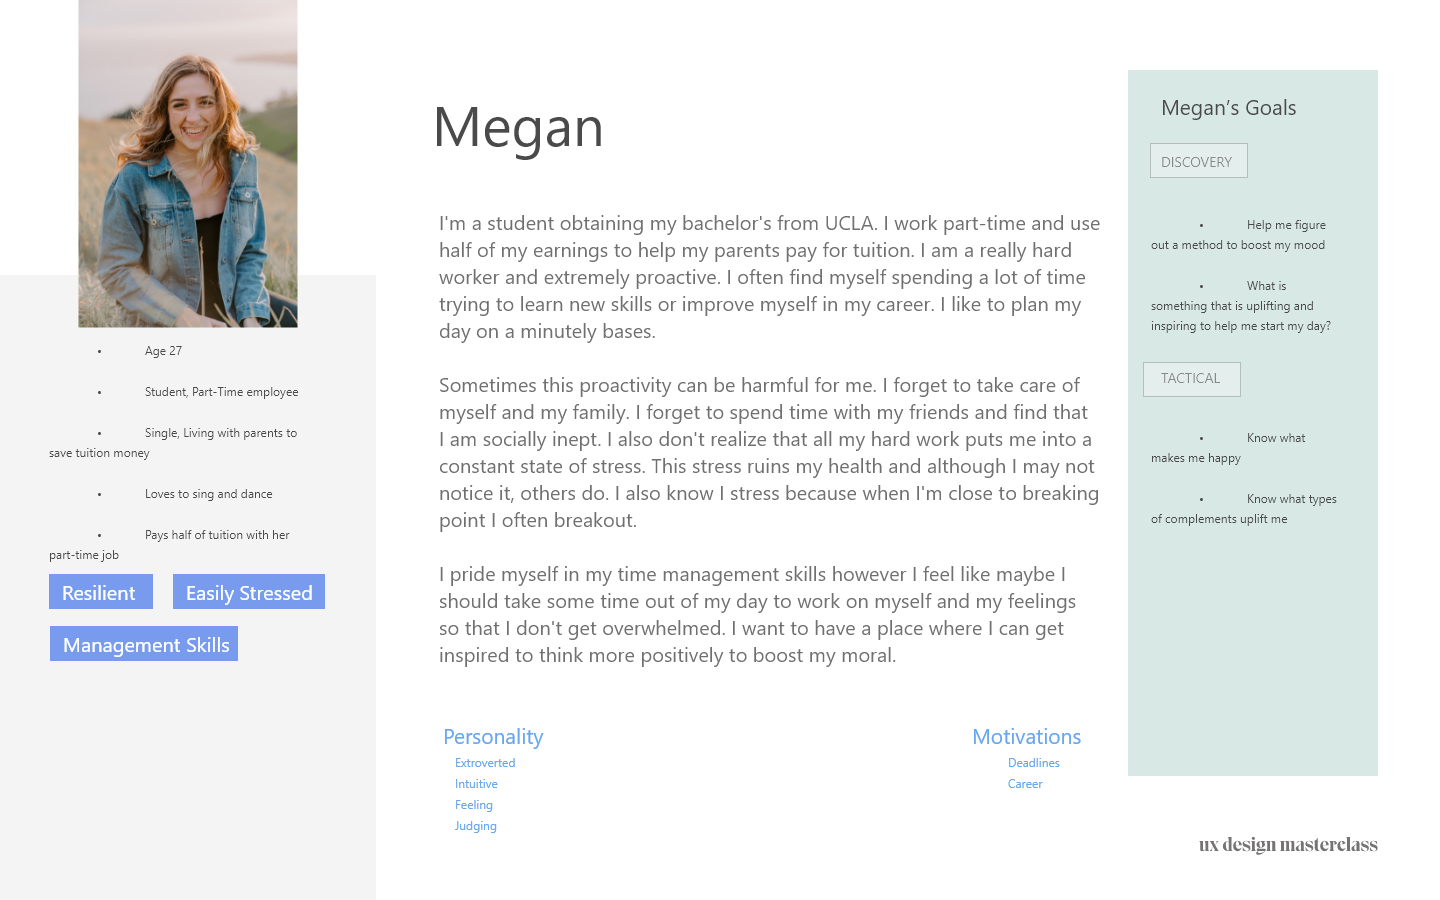 Megan
I'm a student obtaining my bachelor's from UCLA. I work part-time and use
half of my earnings to help my parents pay for tuition. I am a really hard
worker and extremely proactive. I often find myself spending a lot of time
trying to learn new skills or improve myself in my career. I like to plan my
day on a minutely bases.
Sometimes this proactivity can be harmful for me. I forget to take care of
myself and my family. I forget to spend time with my friends and find that
I am socially inept. I also don't realize that all my hard work puts me into a
constant state of stress. This stress ruins my health and although I may not
notice it, others do. I also know I stress because when I'm close to breaking
point I often breakout.
I pride myself in my time management skills however I feel like maybe I
should take some time out of my day to work on myself and my feelings
so that I don't get overwhelmed. I want to have a place where I can get
inspired to think more positively to boost my moral.
• Age 27
• Student, Part-Time employee
• Single, Living with parents to
save tuition money
• Loves to sing and dance
• Pays half of tuition with her
part-time job
Resilient
Easily Stressed
Management Skills
Personality
Extroverted
Intuitive
Feeling
Judging
Motivations
Deadlines
Career
Megan’s Goals
DISCOVERY
• Help me figure
out a method to boost my mood
• What is
something that is uplifting and
inspiring to help me start my day?
TACTICAL
• Know what
makes me happy
• Know what types
of complements uplift me
ux design masterclass